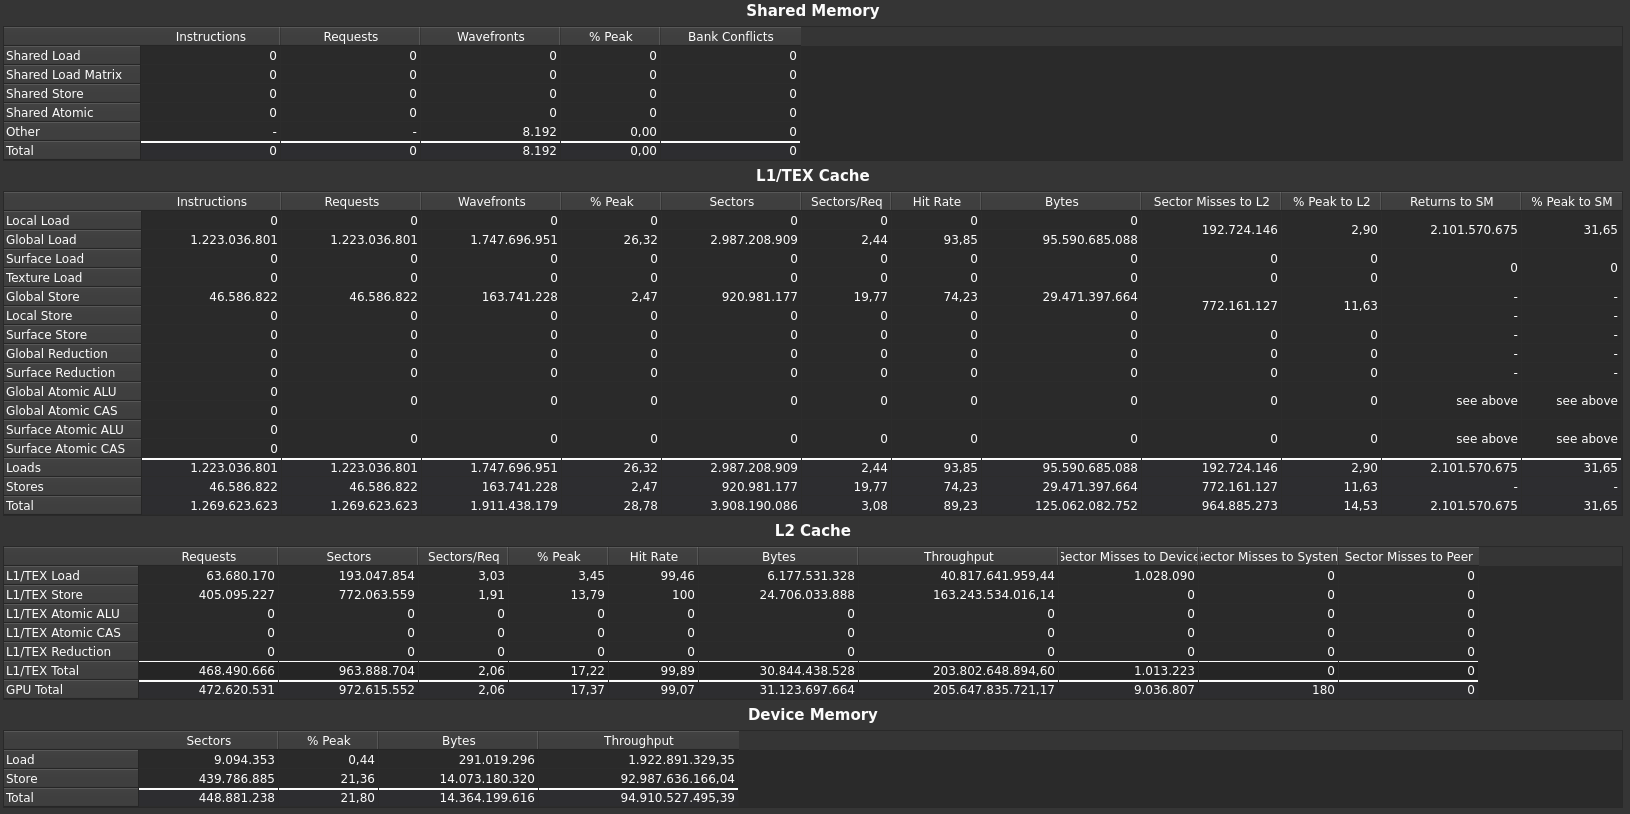 Shared Memory
Instructions Requests Wavefronts % Peak Bank Conflicts
Shared Load 0 0 0 0 0
Shared Load Matrix 0 0 0 0 0
Shared Store 0 0 0 0 0
Shared Atomic 0 0 0 0 0
Other - - 8.192 0,00 0
Total 0 0 8.192 0,00 0
L1/TEX Cache
Instructions Requests Wavefronts % Peak Sectors Sectors/Req Hit Rate Bytes Sector Misses to L2 % Peak to L2 Returns to SM % Peak to SM
Local Load 0 0 0 0 0 0 0 0
192.724.146 2,90 2.101.570.675 31,65
Global Load 1.223.036.801 1.223.036.801 1.747.696.951 26,32 2.987.208.909 2,44 93,85 95.590.685.088
Surface Load 0 0 0 0 0 0 0 0 0 0
0 0
Texture Load 0 0 0 0 0 0 0 0 0 0
Global Store 46.586.822 46.586.822 163.741.228 2,47 920.981.177 19,77 74,23 29.471.397.664 - -
772.161.127 11,63
Local Store 0 0 0 0 0 0 0 0 - -
Surface Store 0 0 0 0 0 0 0 0 0 0 - -
Global Reduction 0 0 0 0 0 0 0 0 0 0 - -
Surface Reduction 0 0 0 0 0 0 0 0 0 0 - -
Global Atomic ALU 0
0 0 0 0 0 0 0 0 0 see above see above
Global Atomic CAS 0
Surface Atomic ALU 0
0 0 0 0 0 0 0 0 0 see above see above
Surface Atomic CAS 0
Loads 1.223.036.801 1.223.036.801 1.747.696.951 26,32 2.987.208.909 2,44 93,85 95.590.685.088 192.724.146 2,90 2.101.570.675 31,65
Stores 46.586.822 46.586.822 163.741.228 2,47 920.981.177 19,77 74,23 29.471.397.664 772.161.127 11,63 - -
Total 1.269.623.623 1.269.623.623 1.911.438.179 28,78 3.908.190.086 3,08 89,23 125.062.082.752 964.885.273 14,53 2.101.570.675 31,65
L2 Cache
Requests Sectors Sectors/Req % Peak Hit Rate Bytes Throughput Sector Misses to Device Sector Misses to System Sector Misses to Peer
L1/TEX Load 63.680.170 193.047.854 3,03 3,45 99,46 6.177.531.328 40.817.641.959,44 1.028.090 0 0
L1/TEX Store 405.095.227 772.063.559 1,91 13,79 100 24.706.033.888 163.243.534.016,14 0 0 0
L1/TEX Atomic ALU 0 0 0 0 0 0 0 0 0 0
L1/TEX Atomic CAS 0 0 0 0 0 0 0 0 0 0
L1/TEX Reduction 0 0 0 0 0 0 0 0 0 0
L1/TEX Total 468.490.666 963.888.704 2,06 17,22 99,89 30.844.438.528 203.802.648.894,60 1.013.223 0 0
GPU Total 472.620.531 972.615.552 2,06 17,37 99,07 31.123.697.664 205.647.835.721,17 9.036.807 180 0
Device Memory
Sectors % Peak Bytes Throughput
Load 9.094.353 0,44 291.019.296 1.922.891.329,35
Store 439.786.885 21,36 14.073.180.320 92.987.636.166,04
Total 448.881.238 21,80 14.364.199.616 94.910.527.495,39